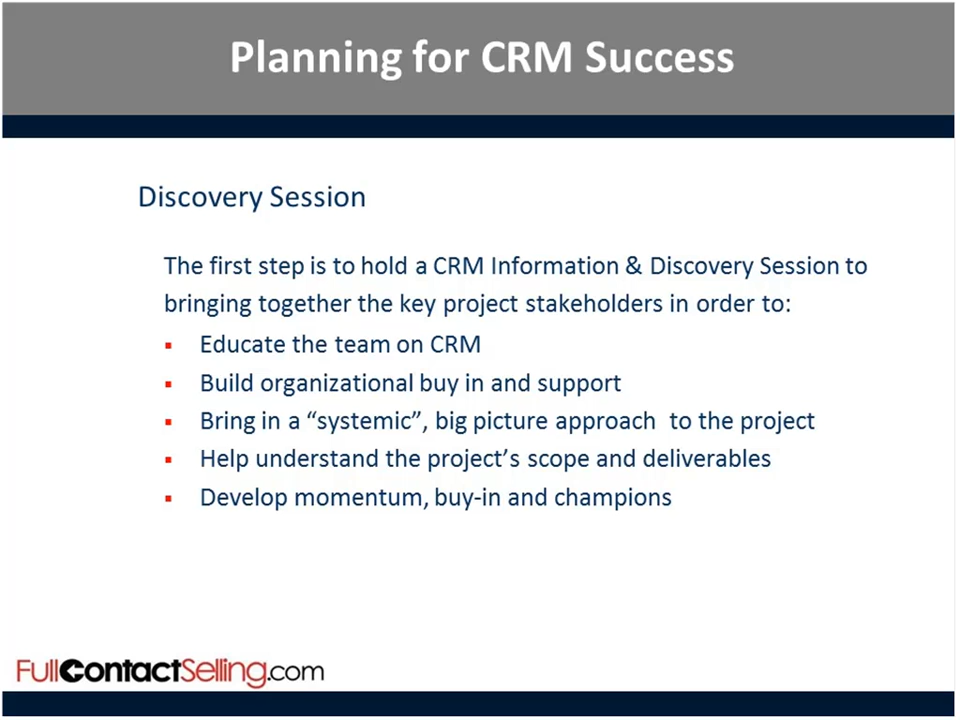 Planning for CRM Success
Discovery Session
The first step is to hold a CRM Information & Discovery Session to
bringing together the key project stakeholders in order to:
▪ Educate the team on CRM
▪ Build organizational buy in and support
▪ Bring in a “systemic”, big picture approach  to the project
▪ Help understand the project’s scope and deliverables
▪ Develop momentum, buy-in and champions
FullContactSelling.com